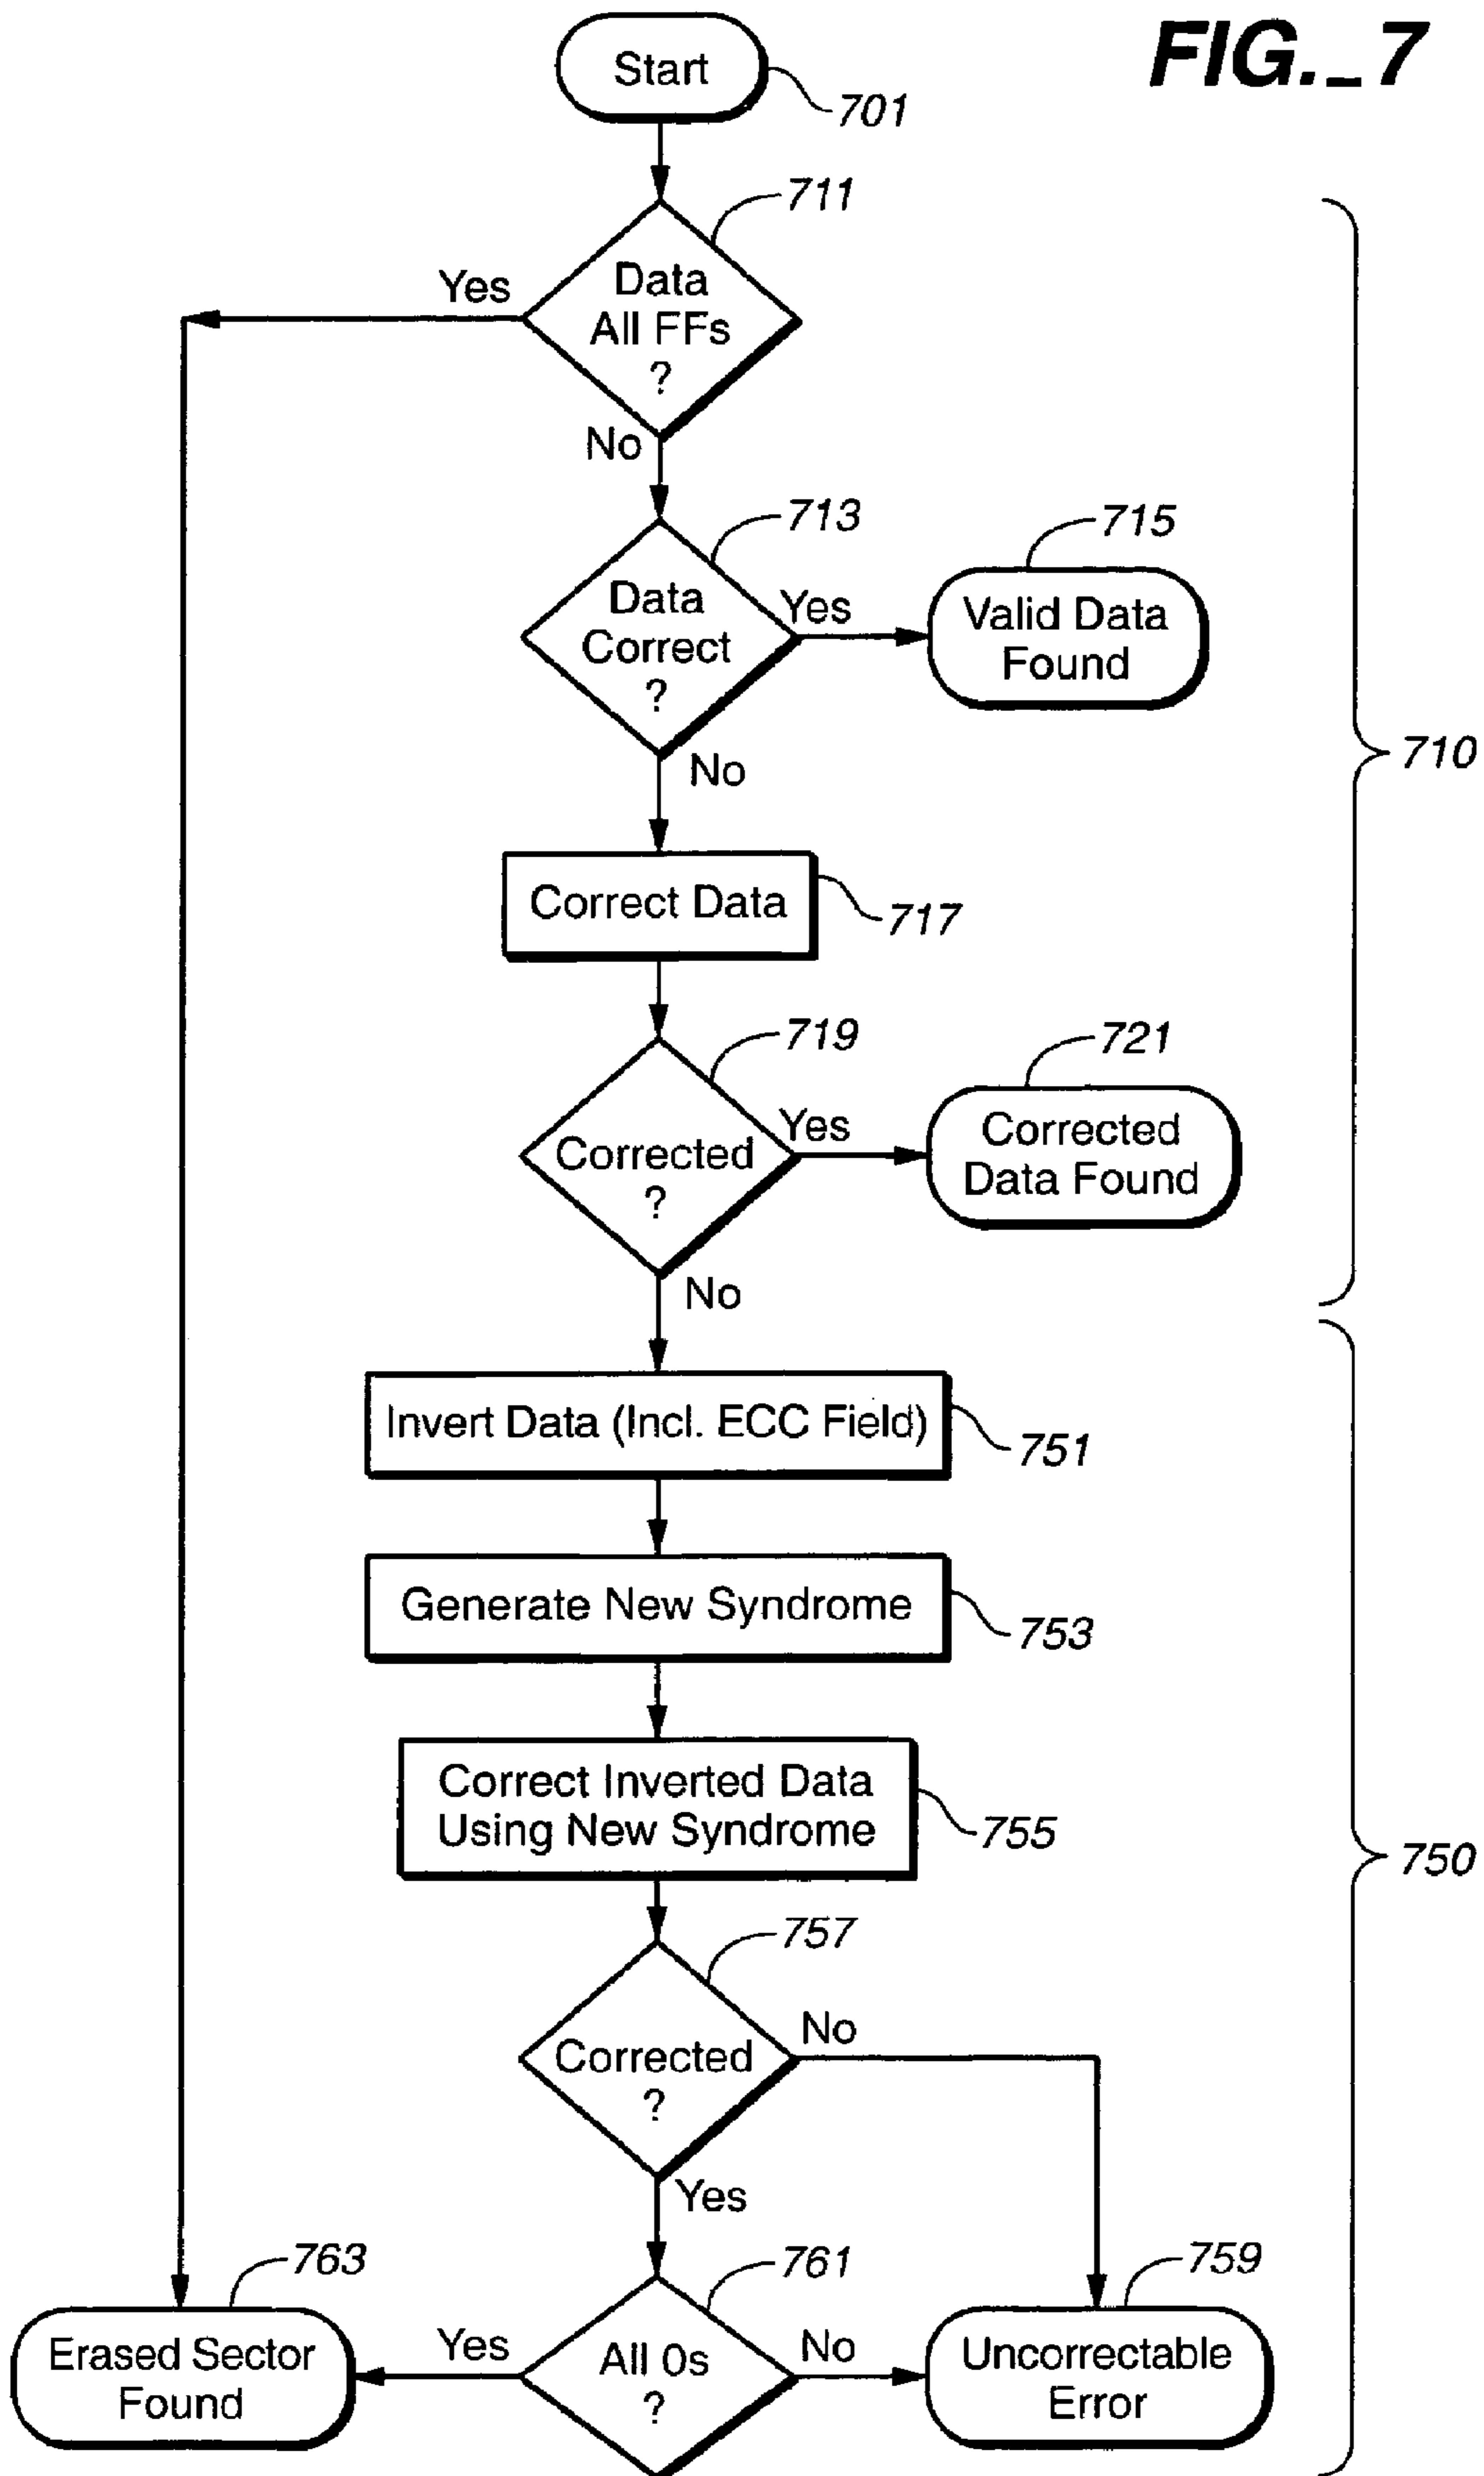 FIG._7
Start
701
711
Data
All FFs
?
Yes
No
713
Data
Correct
?
Yes
715
Valid Data
Found
710
No
Correct Data
717
719
Corrected
?
Yes
721
Corrected
Data Found
No
Invert Data (Incl. ECC Field)
751
Generate New Syndrome
753
Correct Inverted Data
Using New Syndrome
755
750
757
Corrected
?
No
Yes
763
Erased Sector
Found
761
Yes
All 0s
?
No
759
Uncorrectable
Error